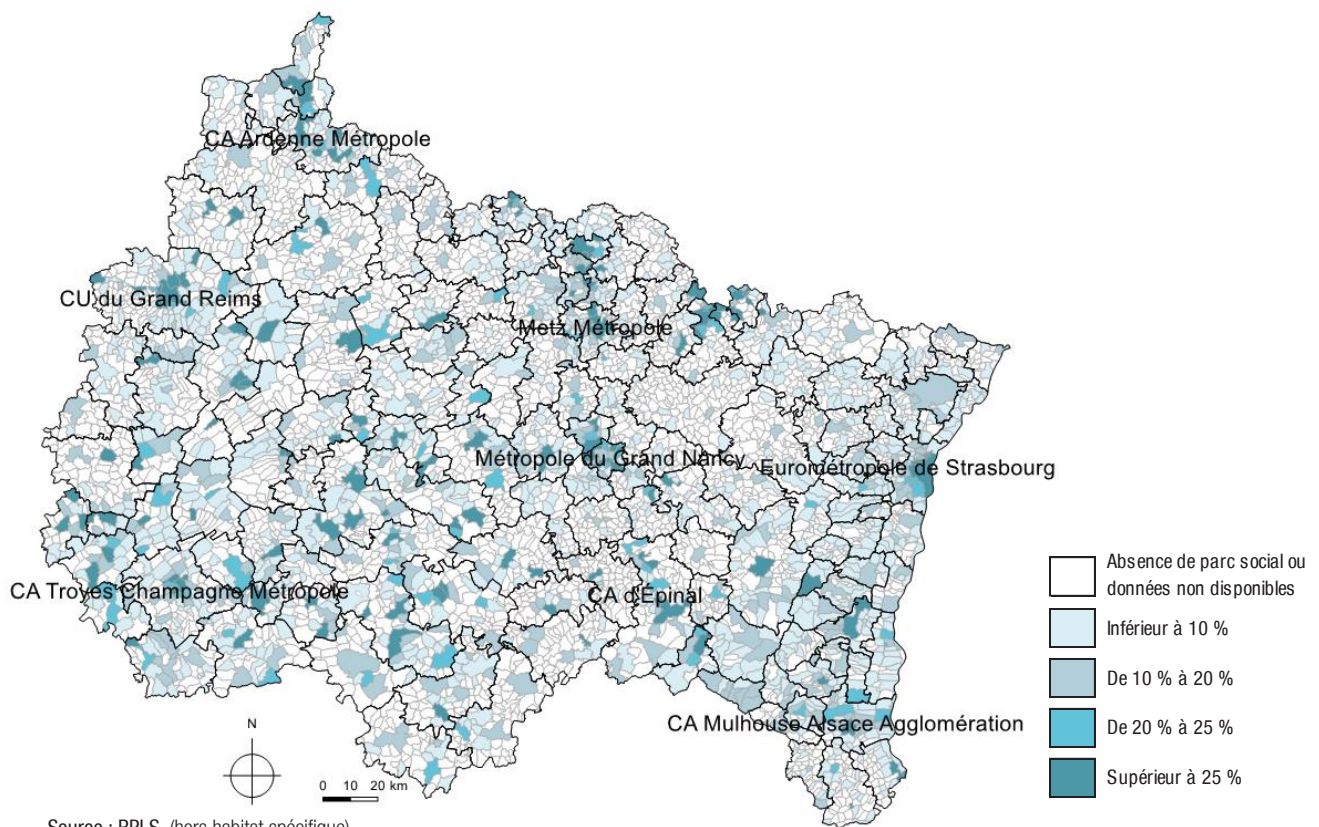 CA Ardenne Métropole
CU du Grand Reims
Metz Métropole
Métropole du Grand Nancy
Eurométropole de Strasbourg
CA Troyes Champagne Métropole
CA d'Épinal
CA Mulhouse Alsace Agglomération
Absence de parc social ou
données non disponibles
Inférieur à 10 %
De 10 % à 20 %
De 20 % à 25 %
Supérieur à 25 %
N
0 10 20 km
Source : RPLS (hors habitat spécifique)